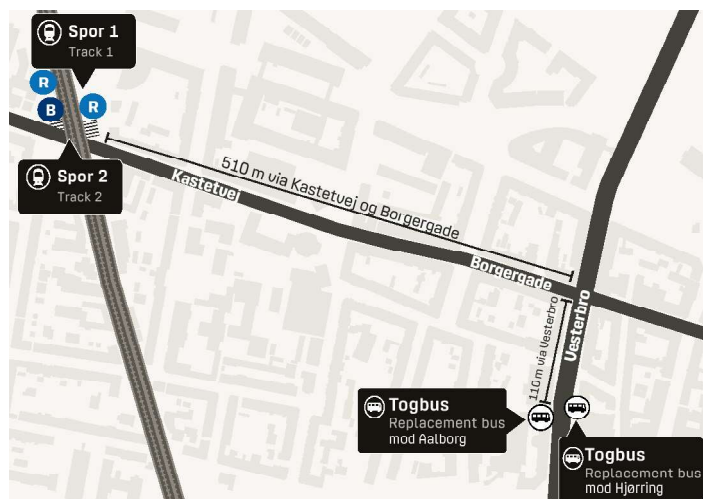 Spor 1
Track 1
R
B
R
Spor 2
Track 2
510 m via Kastetvej og Borgergade
Kastetvej
Borgergade
Vesterbro
110 m via Vesterbro
Togbus
Replacement bus
mod Aalborg
Togbus
Replacement bus
mod Hjørring